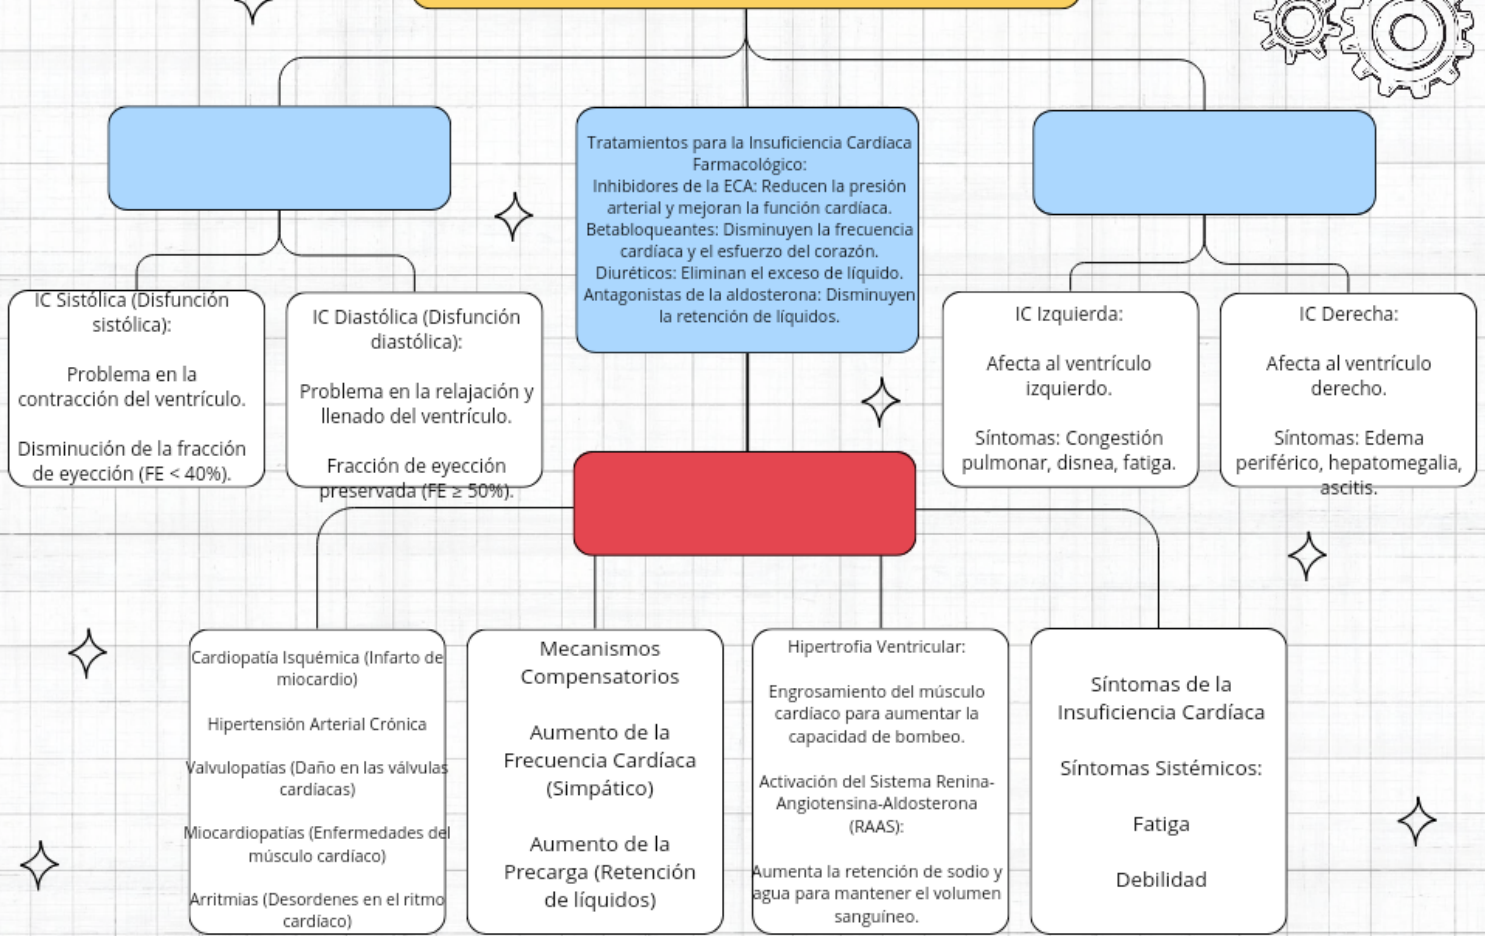 Tratamientos para la Insuficiencia Cardíaca
Farmacológico:
Inhibidores de la ECA: Reducen la presión
arterial y mejoran la función cardíaca.
Betabloqueantes: Disminuyen la frecuencia
cardíaca y el esfuerzo del corazón.
Diuréticos: Eliminan el exceso de líquido.
Antagonistas de la aldosterona: Disminuyen
la retención de líquidos.
IC Sistólica (Disfunción
sistólica):
Problema en la
contracción del ventrículo.
Disminución de la fracción
de eyección (FE < 40%).
IC Diastólica (Disfunción
diastólica):
Problema en la relajación y
llenado del ventrículo.
Fracción de eyección
preservada (FE ≥ 50%).
IC Izquierda:
Afecta al ventrículo
izquierdo.
Síntomas: Congestión
pulmonar, disnea, fatiga.
IC Derecha:
Afecta al ventrículo
derecho.
Síntomas: Edema
periférico, hepatomegalia,
ascitis.
Cardiopatía Isquémica (Infarto de
miocardio)
Hipertensión Arterial Crónica
Valvulopatías (Daño en las válvulas
cardíacas)
Miocardiopatías (Enfermedades del
músculo cardíaco)
Arritmias (Desordenes en el ritmo
cardíaco)
Mecanismos
Compensatorios
Aumento de la
Frecuencia Cardíaca
(Simpático)
Aumento de la
Precarga (Retención
de líquidos)
Hipertrofia Ventricular:
Engrosamiento del músculo
cardíaco para aumentar la
capacidad de bombeo.
Activación del Sistema Renina-
Angiotensina-Aldosterona
(RAAS):
Aumenta la retención de sodio y
agua para mantener el volumen
sanguíneo.
Síntomas de la
Insuficiencia Cardíaca
Síntomas Sistémicos:
Fatiga
Debilidad